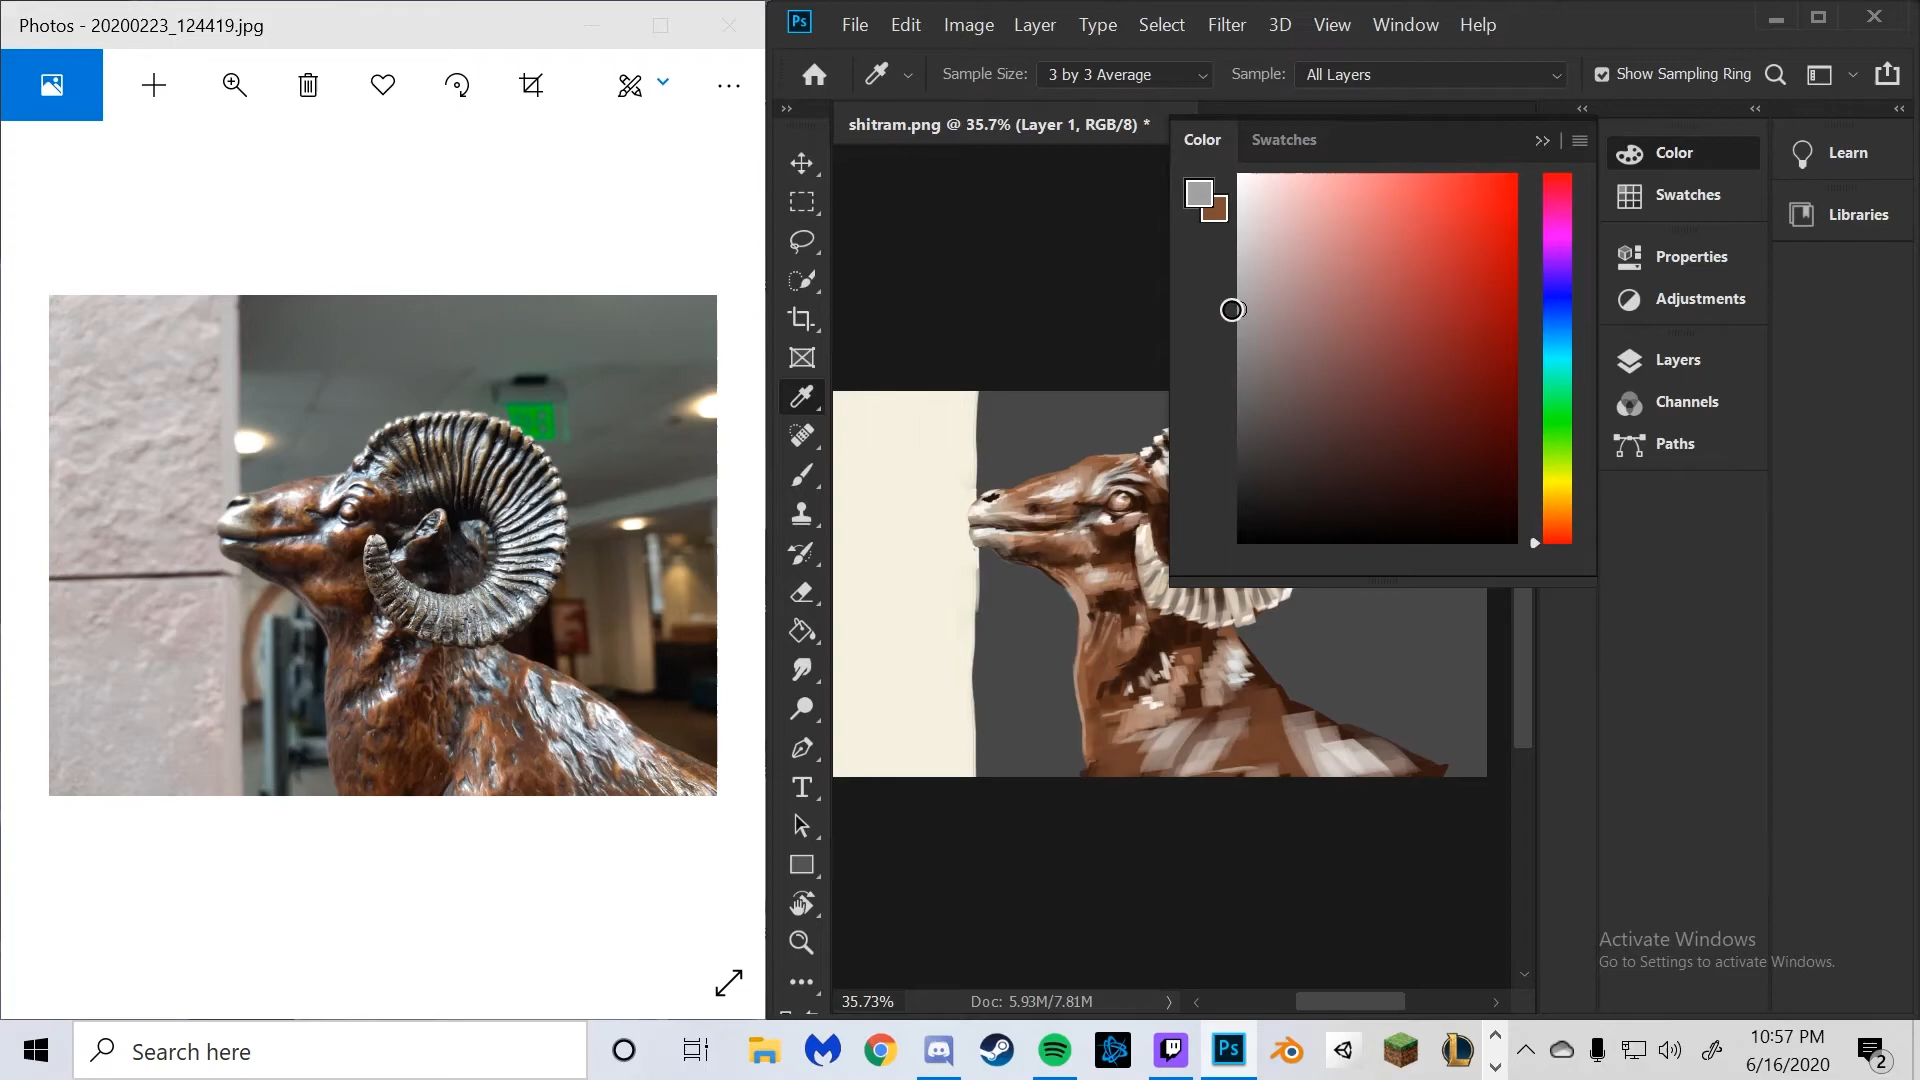 Photos - 20200223_124419.jpg
File Edit Image Layer Type Select Filter 3D View Window Help
Sample Size: 3 by 3 Average Sample: All Layers Show Sampling Ring
shitram.png @ 35.7% (Layer 1, RGB/8) *
Color Swatches
Color
Swatches
Properties
Adjustments
Layers
Channels
Paths
Learn
Libraries
Activate Windows
Go to Settings to activate Windows.
35.73% Doc: 5.93M/7.81M
Search here
10:57 PM
6/16/2020
2